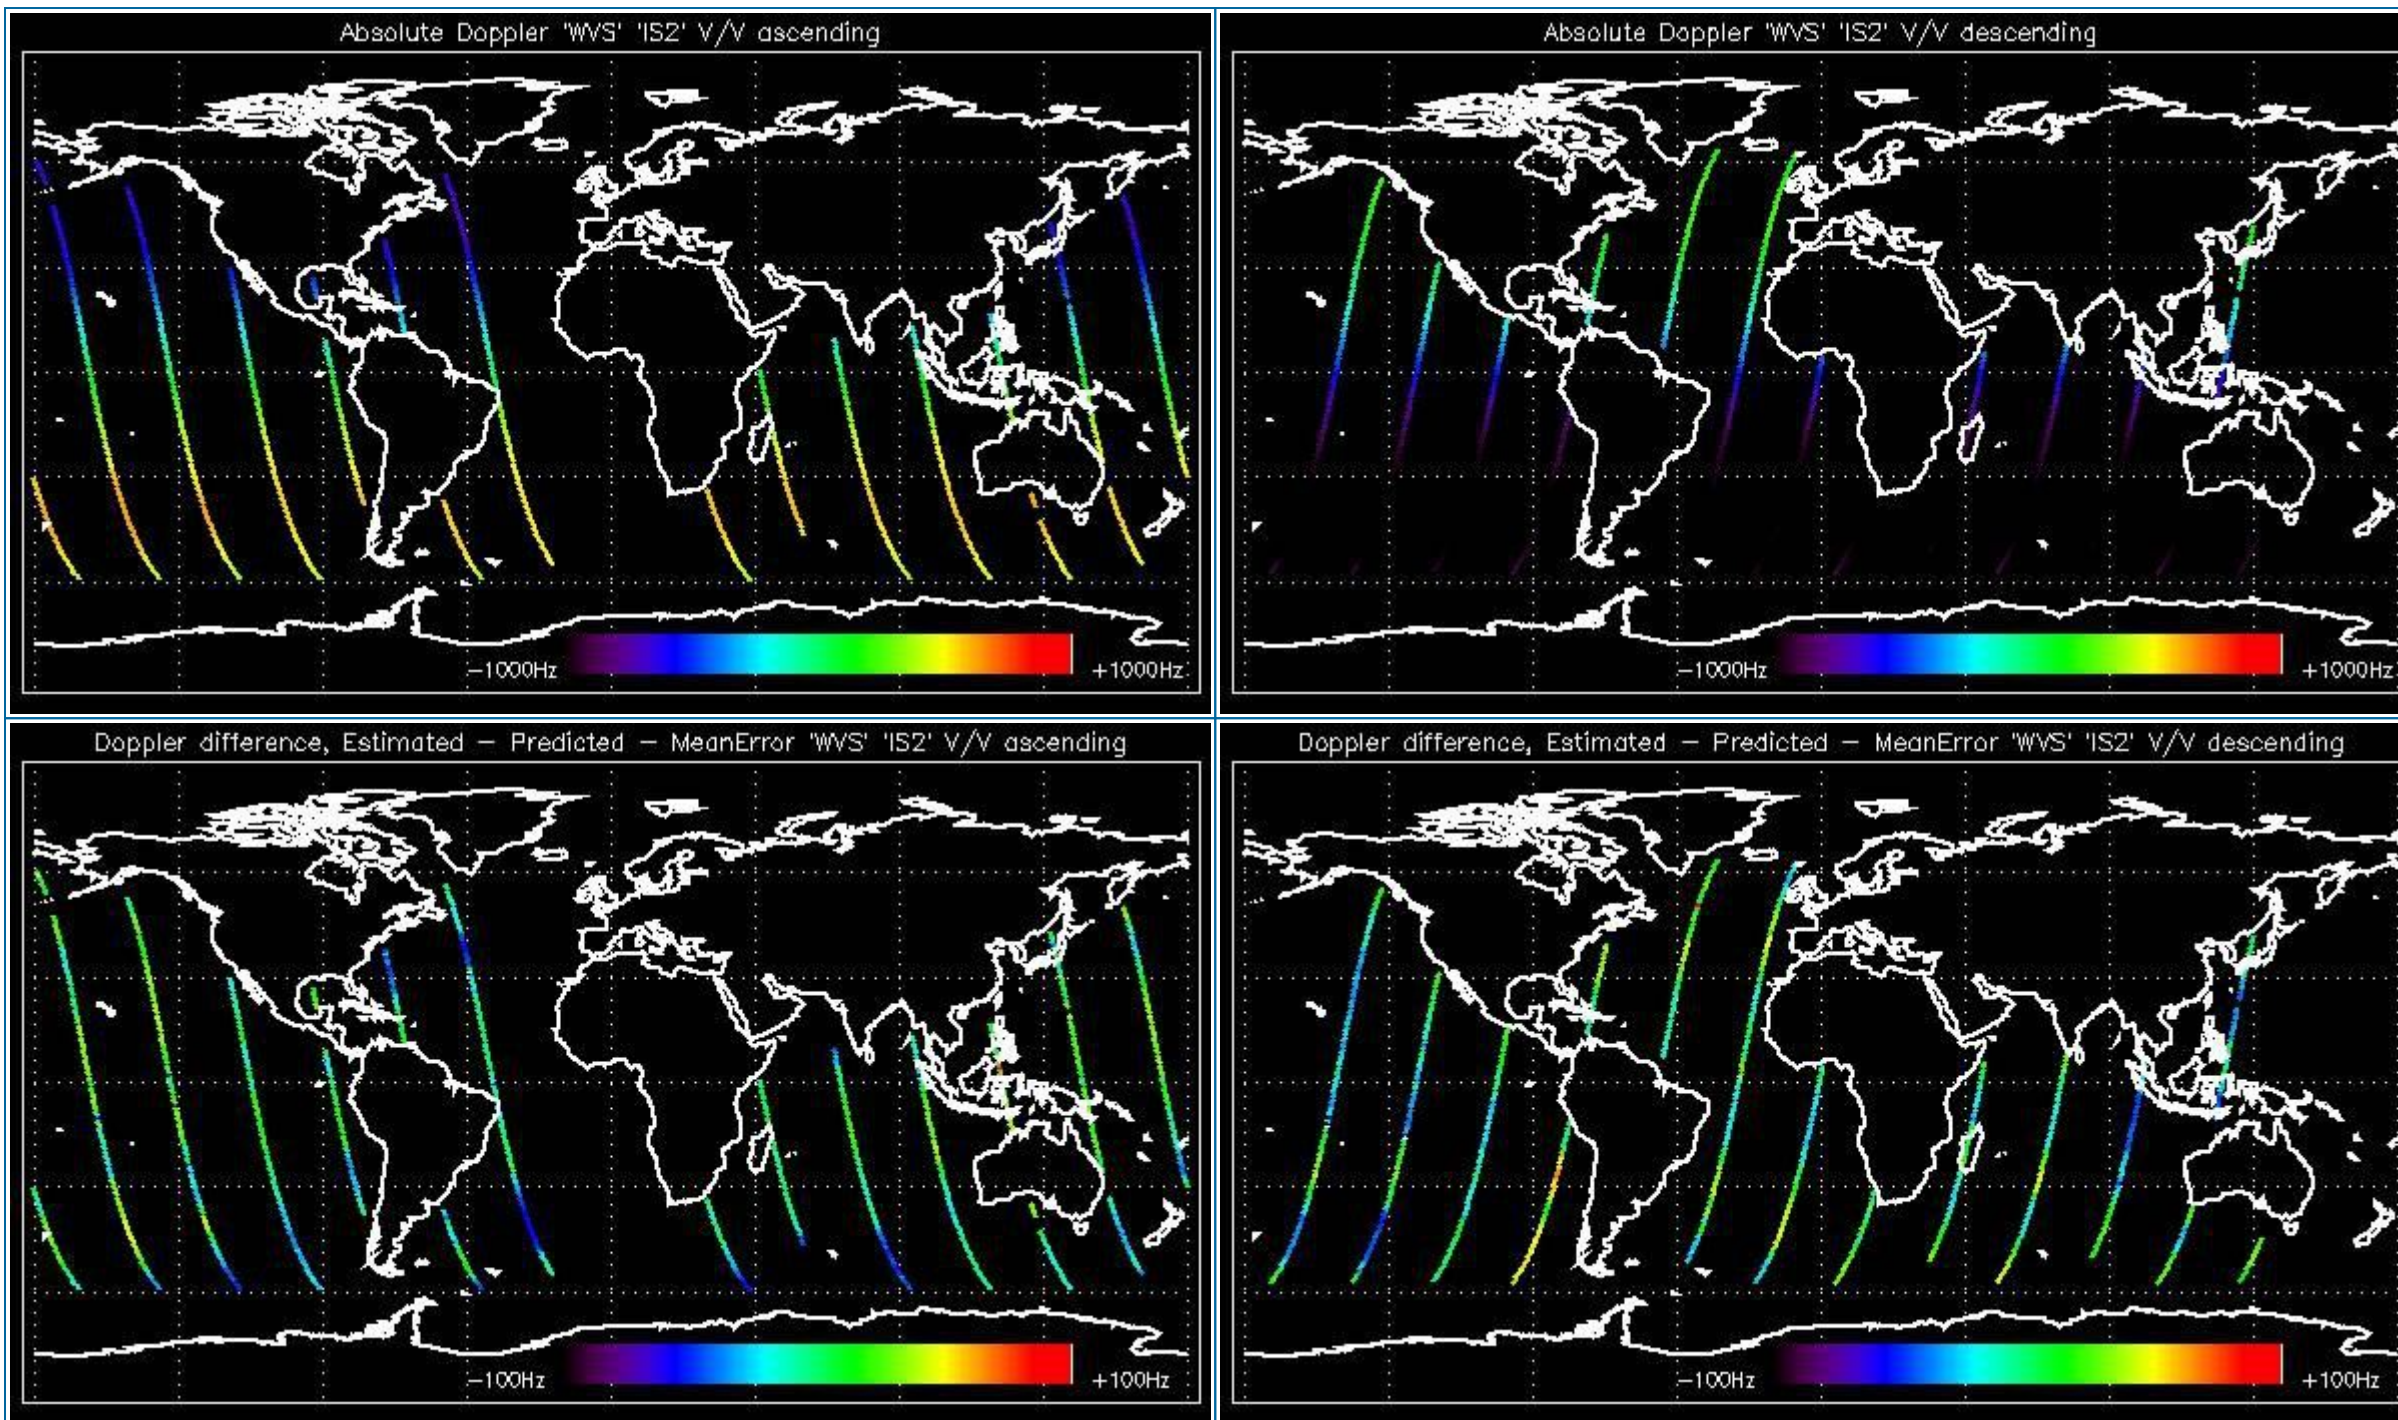 Absolute Doppler 'WVS' 'IS2' V/V ascending
-1000Hz
+1000Hz
Absolute Doppler 'WVS' 'IS2' V/V descending
-1000Hz
+1000Hz
Doppler difference, Estimated - Predicted - MeanError 'WVS' 'IS2' V/V ascending
-100Hz
+100Hz
Doppler difference, Estimated - Predicted - MeanError 'WVS' 'IS2' V/V descending
-100Hz
+100Hz